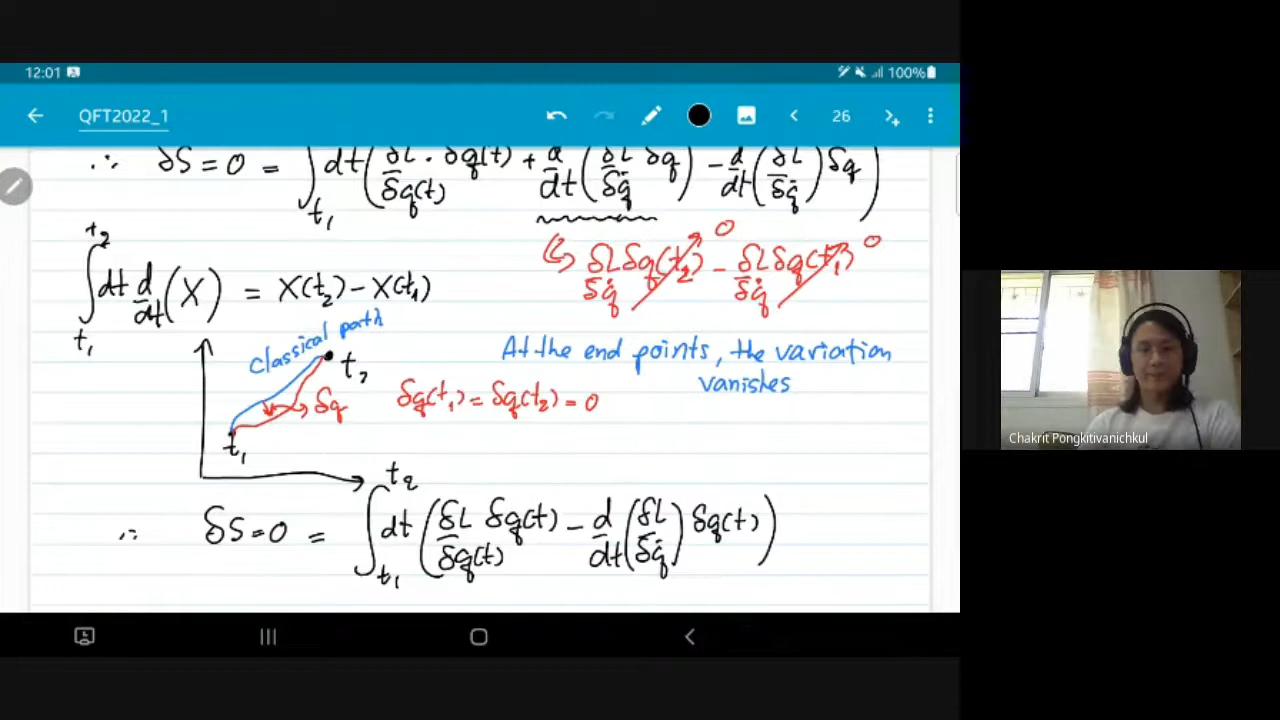 12:01 100%
QFT2022_1 26
∴ δS = 0 = ∫_{t₁} dt ( δL/δq(t) · δq(t) + d/dt ( δL/δq̇ δq ) − d/dt ( δL/δq̇ ) δq )
∫_{t₁}^{t₂} dt d/dt (X) = X(t₂) − X(t₁)
δL/δq̇ δq(t₂) 0 − δL/δq̇ δq(t₁) 0
Classical path
t₂
At the end points, the variation
vanishes
δq
δq(t₁) = δq(t₂) = 0
t₁
∴ δS = 0 = ∫_{t₁}^{t₂} dt ( δL/δq(t) δq(t) − d/dt ( δL/δq̇ ) δq(t) )
Chakrit Pongkitivanichkul